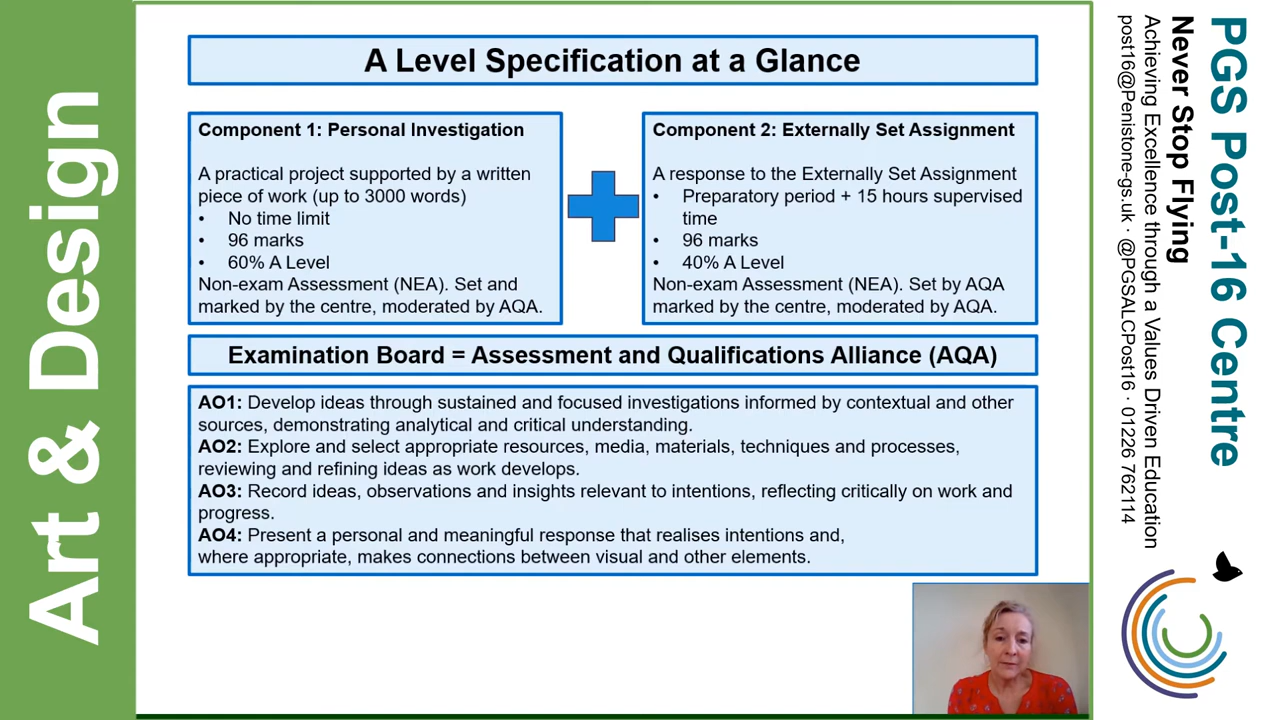 Art & Design
A Level Specification at a Glance
Component 1: Personal Investigation
A practical project supported by a written
piece of work (up to 3000 words)
• No time limit
• 96 marks
• 60% A Level
Non-exam Assessment (NEA). Set and
marked by the centre, moderated by AQA.
Component 2: Externally Set Assignment
A response to the Externally Set Assignment
• Preparatory period + 15 hours supervised
time
• 96 marks
• 40% A Level
Non-exam Assessment (NEA). Set by AQA
marked by the centre, moderated by AQA.
Examination Board = Assessment and Qualifications Alliance (AQA)
AO1: Develop ideas through sustained and focused investigations informed by contextual and other
sources, demonstrating analytical and critical understanding.
AO2: Explore and select appropriate resources, media, materials, techniques and processes,
reviewing and refining ideas as work develops.
AO3: Record ideas, observations and insights relevant to intentions, reflecting critically on work and
progress.
AO4: Present a personal and meaningful response that realises intentions and,
where appropriate, makes connections between visual and other elements.
PGS Post-16 Centre
Never Stop Flying
Achieving Excellence through a Values Driven Education
post16@Penistone-gs.uk · @PGSALCPost16 · 01226 762114